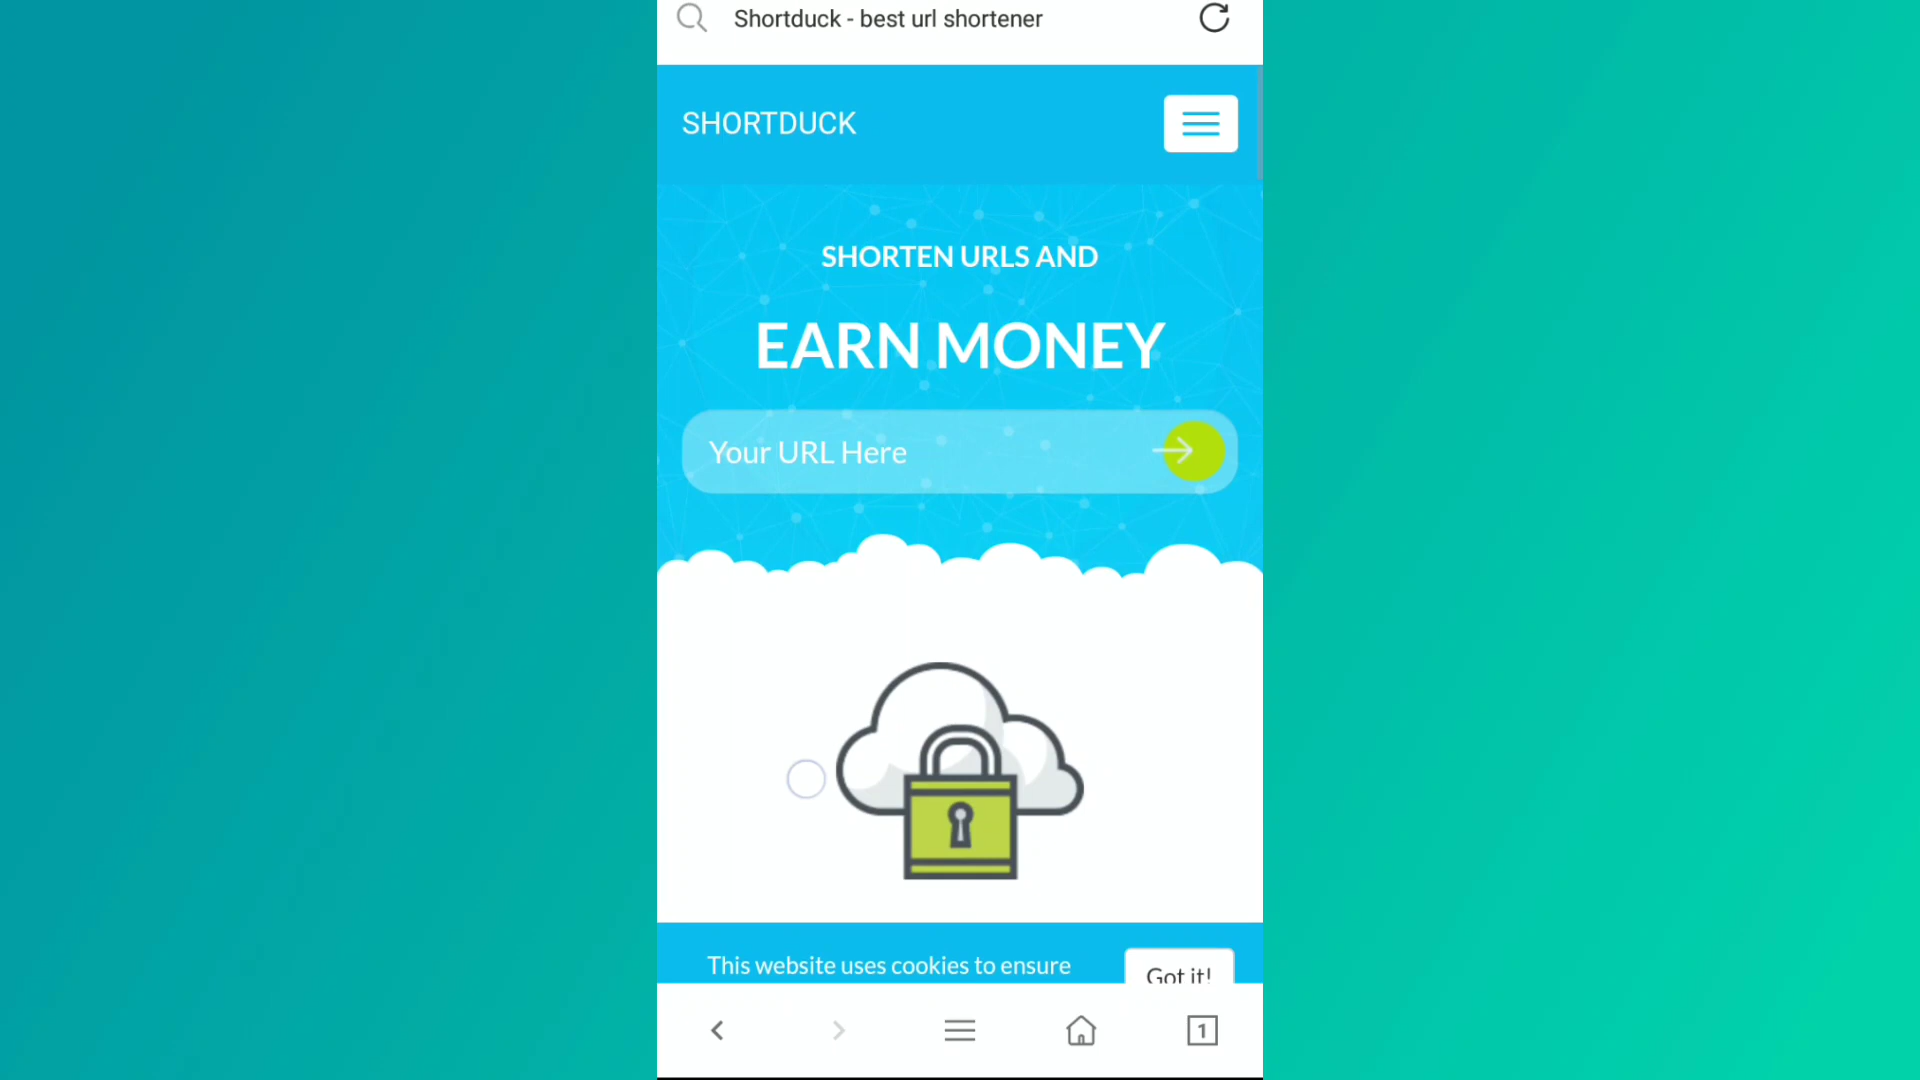 Shortduck - best url shortener
SHORTDUCK
SHORTEN URLS AND
EARN MONEY
Your URL Here
This website uses cookies to ensure
Got it!
1